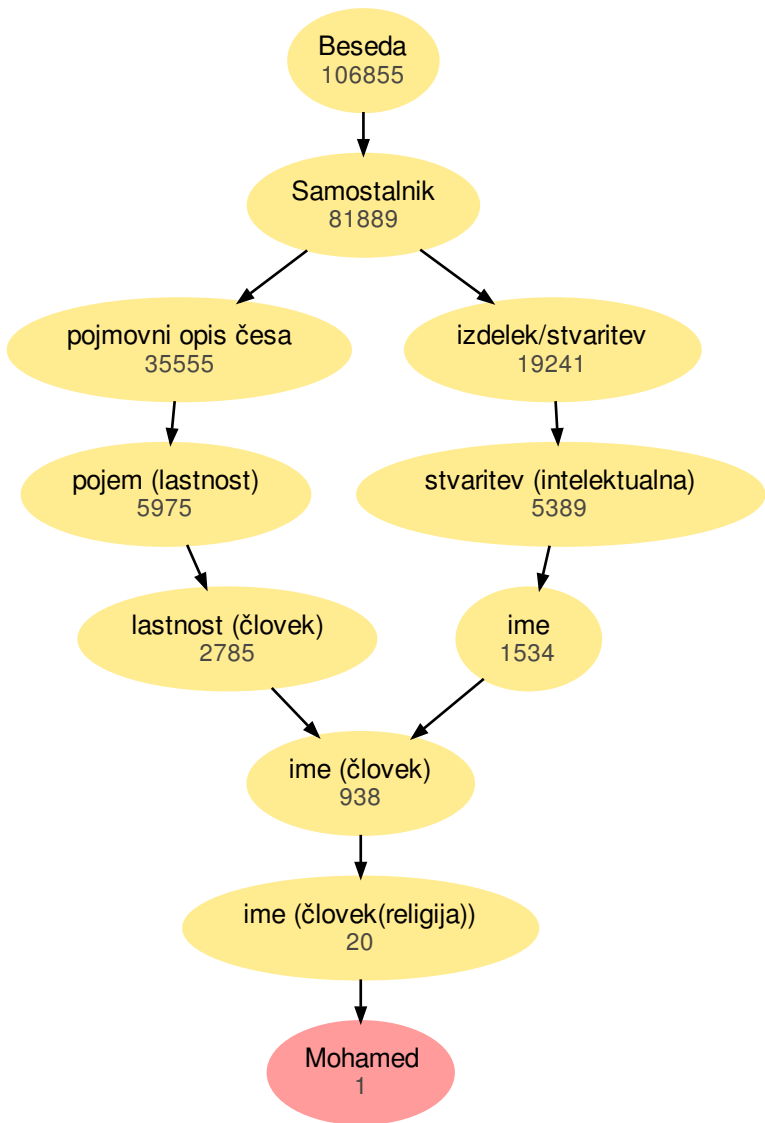 Beseda
106855
Samostalnik
81889
pojmovni opis česa
35555
izdelek/stvaritev
19241
pojem (lastnost)
5975
stvaritev (intelektualna)
5389
lastnost (človek)
2785
ime
1534
ime (človek)
938
ime (človek(religija))
20
Mohamed
1